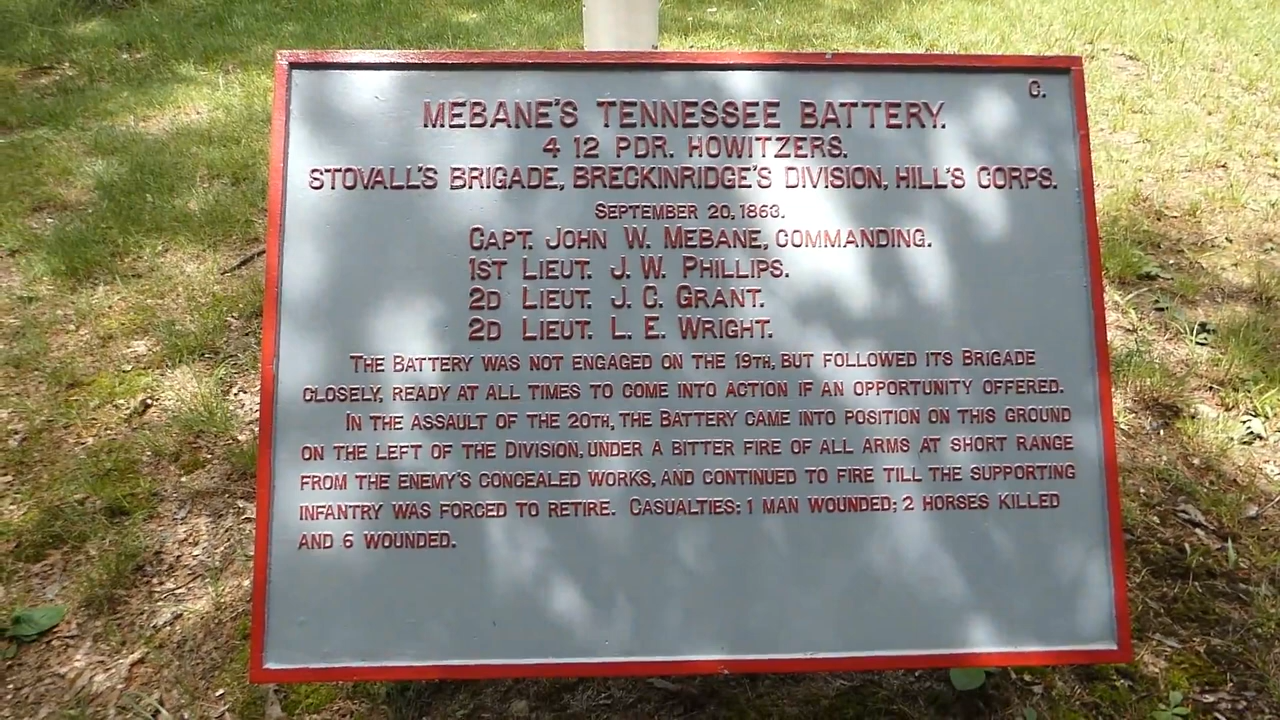 C.
MEBANE'S TENNESSEE BATTERY.
4 12 PDR. HOWITZERS.
STOVALL'S BRIGADE, BRECKINRIDGE'S DIVISION, HILL'S CORPS.
SEPTEMBER 20, 1863.
CAPT. JOHN W. MEBANE, COMMANDING.
1ST LIEUT. J. W. PHILLIPS.
2D LIEUT. J. C. GRANT.
2D LIEUT. L. E. WRIGHT.
THE BATTERY WAS NOT ENGAGED ON THE 19TH, BUT FOLLOWED ITS BRIGADE
CLOSELY, READY AT ALL TIMES TO COME INTO ACTION IF AN OPPORTUNITY OFFERED.
IN THE ASSAULT OF THE 20TH, THE BATTERY CAME INTO POSITION ON THIS GROUND
ON THE LEFT OF THE DIVISION, UNDER A BITTER FIRE OF ALL ARMS AT SHORT RANGE
FROM THE ENEMY'S CONCEALED WORKS, AND CONTINUED TO FIRE TILL THE SUPPORTING
INFANTRY WAS FORCED TO RETIRE. CASUALTIES: 1 MAN WOUNDED; 2 HORSES KILLED
AND 6 WOUNDED.